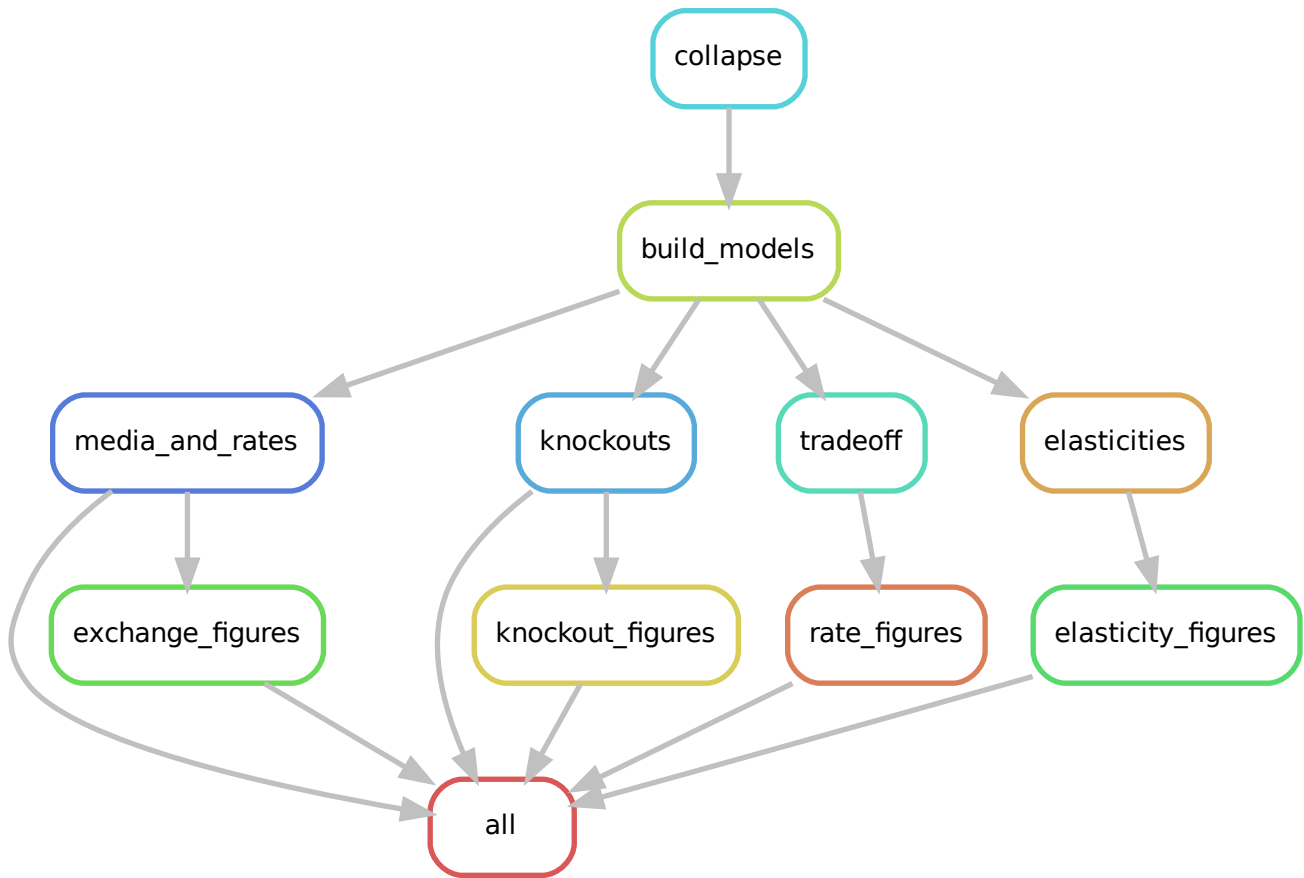 collapse
build_models
media_and_rates
knockouts
tradeoff
elasticities
exchange_figures
knockout_figures
rate_figures
elasticity_figures
all